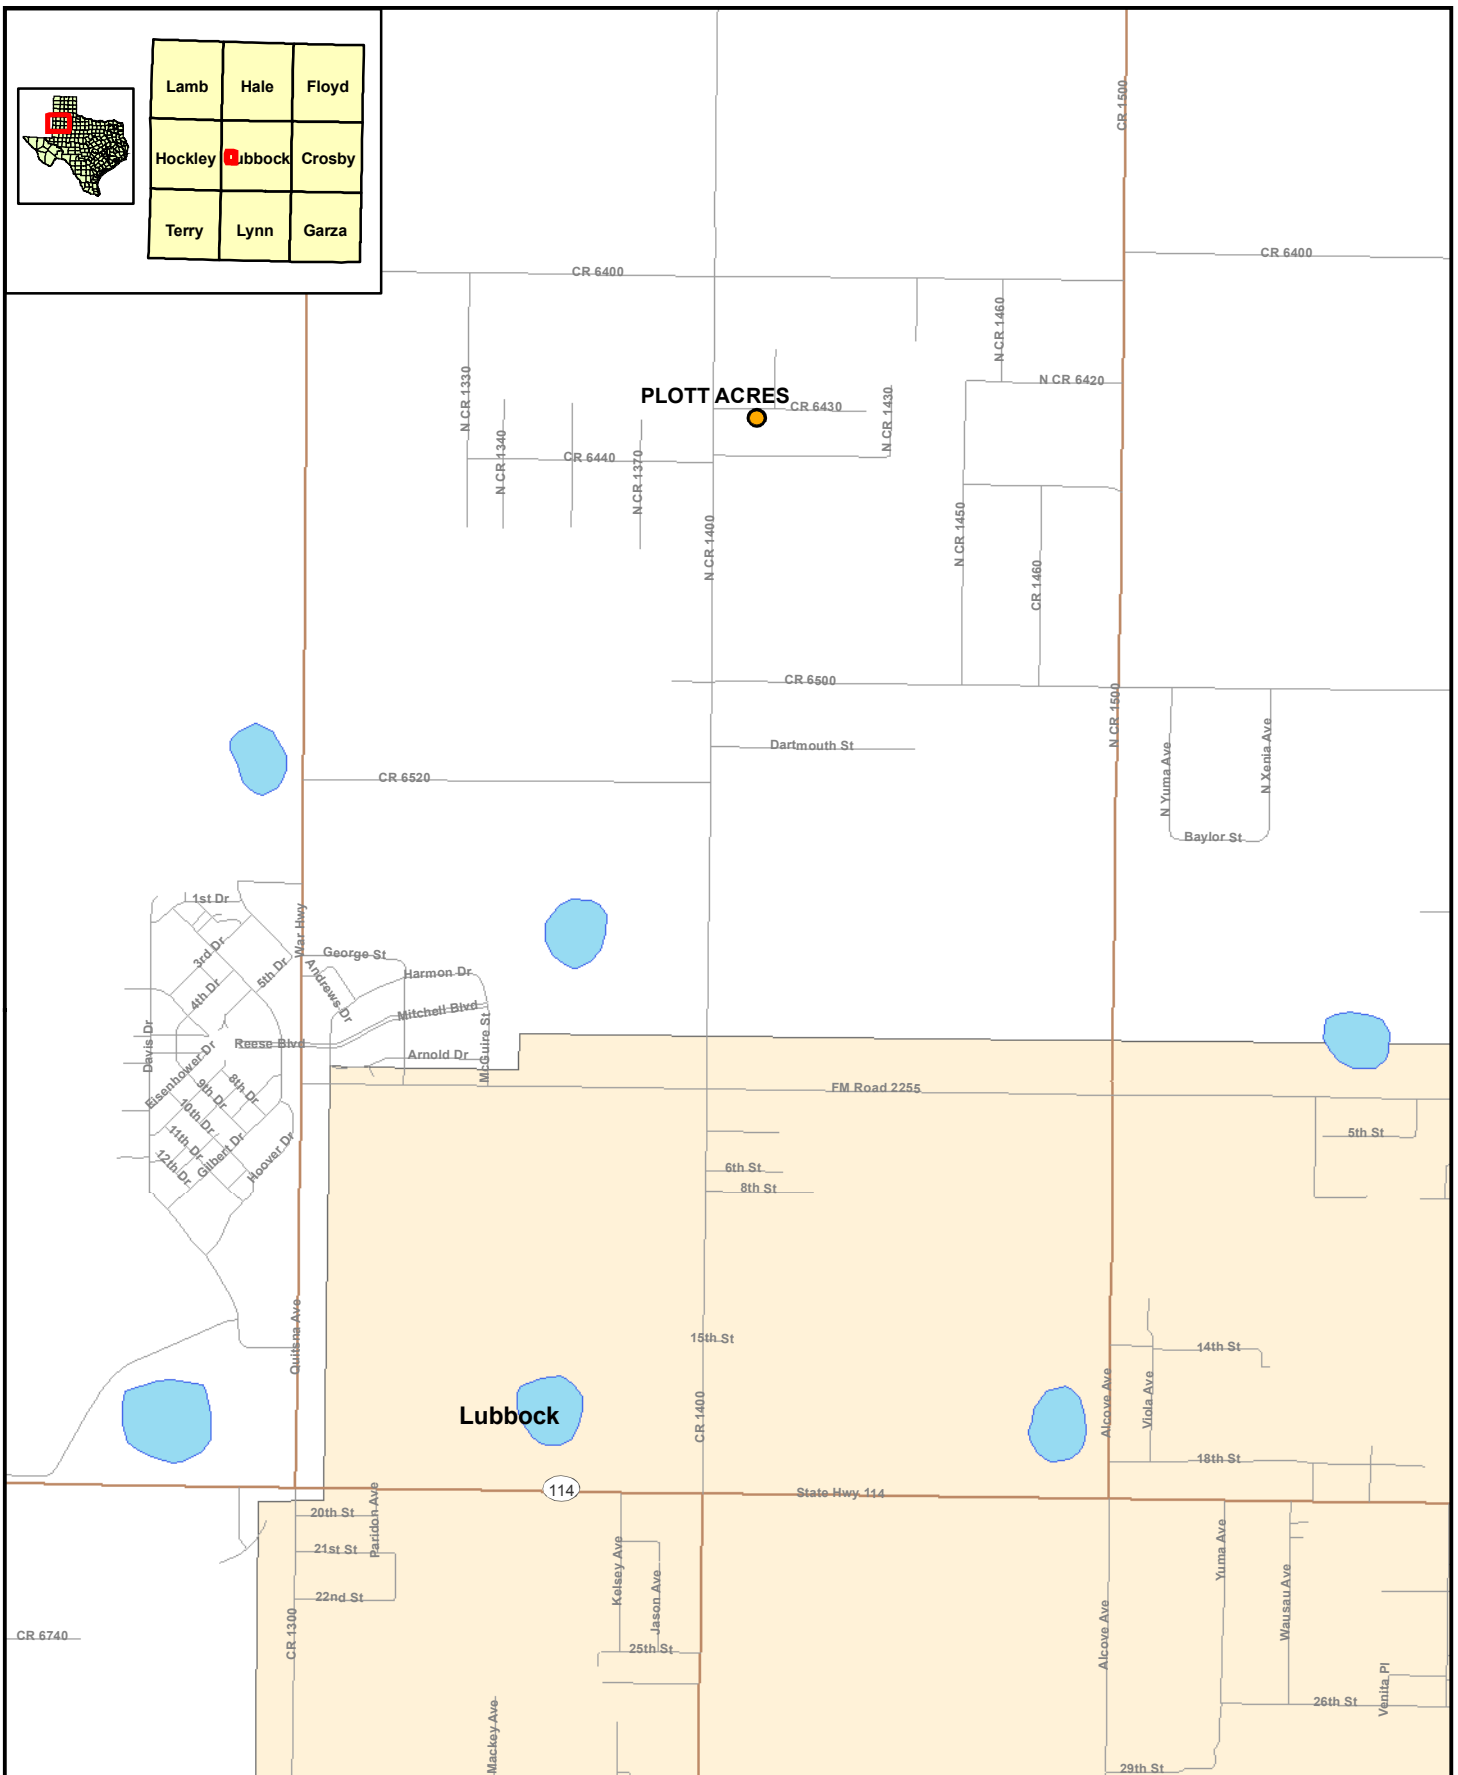 Lamb
Hale
Floyd
Hockley
ubbock
Crosby
Terry
Lynn
Garza
CR 1500
CR 6400
CR 6400
N CR 1460
N CR 1330
N CR 6420
PLOTT ACRES
CR 6430
N CR 1430
N CR 1340
CR 6440
N CR 1370
N CR 1400
N CR 1450
CR 1460
CR 6500
N CR 1500
Dartmouth St
N Yuma Ave
N Xenia Ave
CR 6520
Baylor St
1st Dr
War Hwy
3rd Dr
George St
5th Dr
Andrews Dr
Harmon Dr
4th Dr
Mitchell Blvd
Davis Dr
Reese Blvd
McGuire St
Eisenhower Dr
Arnold Dr
9th Dr
8th Dr
FM Road 2255
10th Dr
11th Dr
Gilbert Dr
Hoover Dr
12th Dr
5th St
6th St
8th St
Quitsna Ave
15th St
14th St
Alcove Ave
Viola Ave
CR 1400
Lubbock
18th St
114
State Hwy 114
20th St
Paridon Ave
21st St
Kelsey Ave
Yuma Ave
22nd St
Jason Ave
Wausau Ave
CR 1300
Alcove Ave
CR 6740
25th St
Venita Pl
26th St
Mackey Ave
29th St